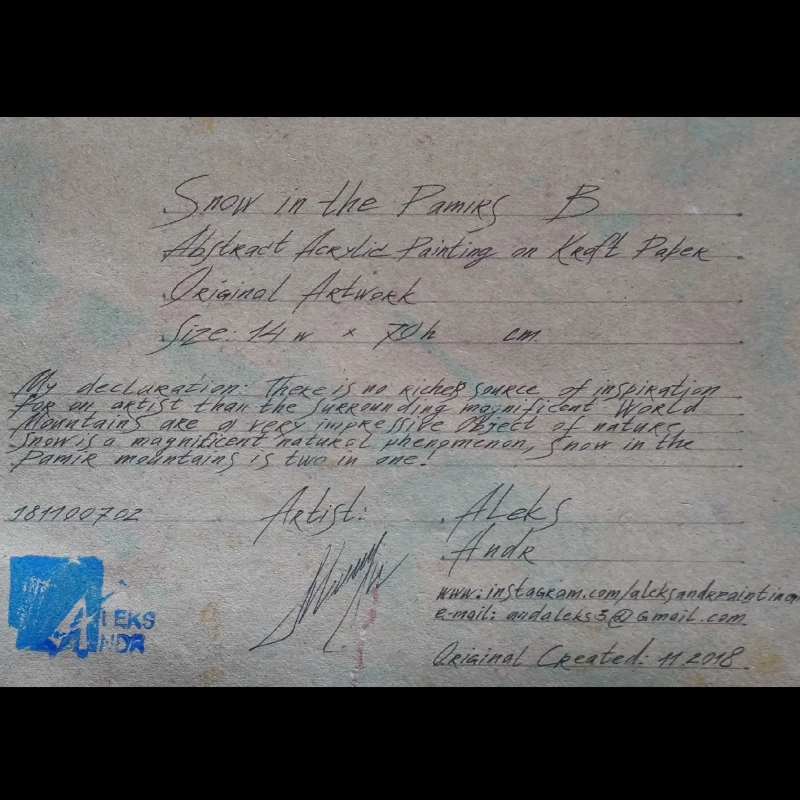 Snow in the Pamirs B
Abstract Acrylic Painting on Kraft Paper
Original Artwork
Size: 14 w × 70 h cm.
My declaration: There is no richer source of inspiration
for an artist than the surrounding magnificent World
Mountains are a very impressive Object of nature
Snow is a magnificent natural phenomenon, snow in the
Pamir mountains is two in one!
181100702
Artist:
Aleks
Andr
www.instagram.com/aleksandrpainting
e-mail: andaleks3@gmail.com
Original Created: 11 2018
ALEKS
ANDR